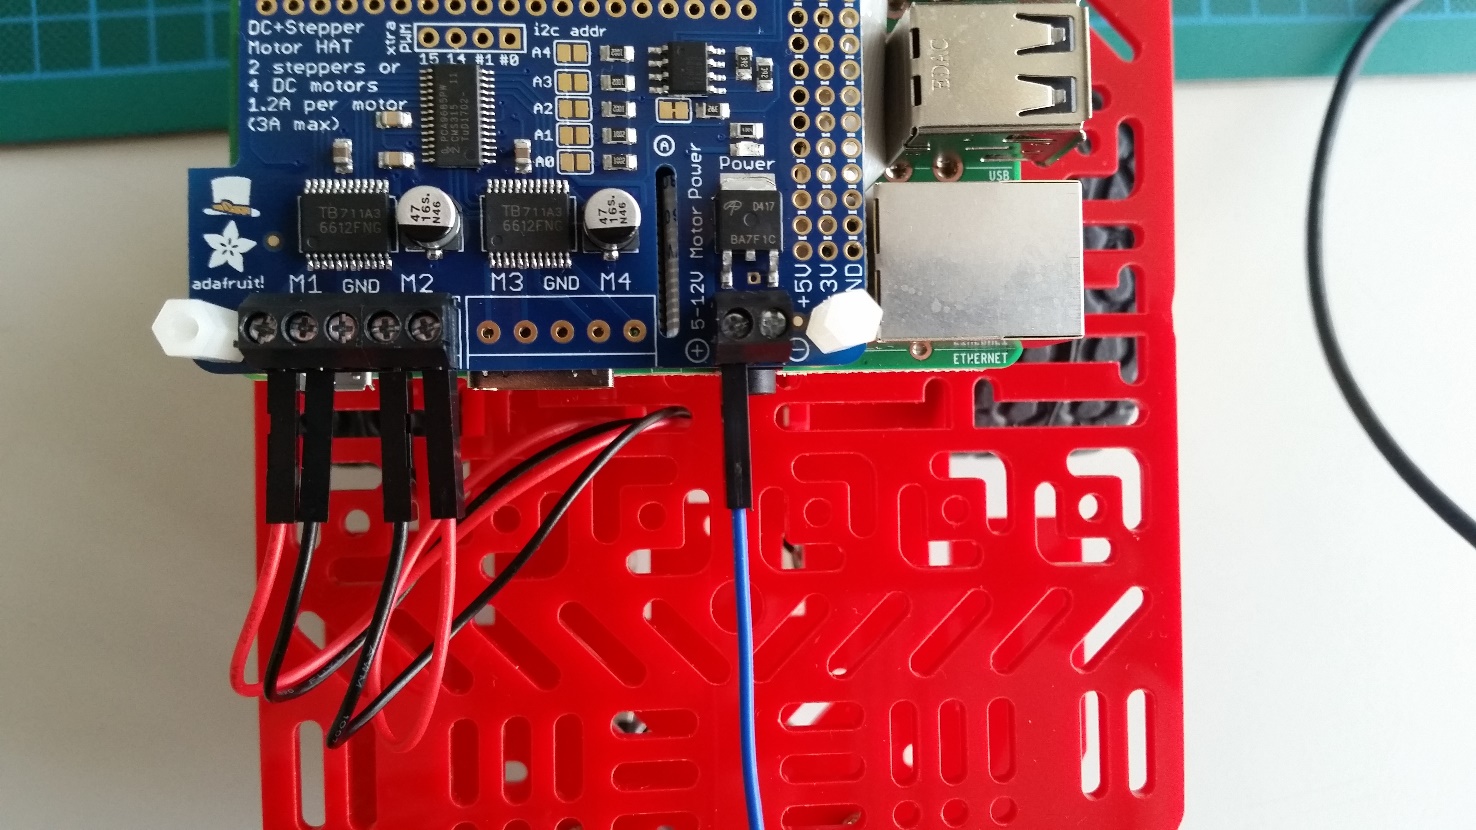 DC+Stepper
Motor HAT
2 steppers or
4 DC motors
1.2A per motor
(3A max)
xtra
PWM
15 14 #1 #0
i2c addr
A4
A3
A2
A1
A0
PCA9685PW
Power
USB
BDAC
D417
BA7F1C
TB711A3
6612FNG
47
16S.
N46
TB711A3
6612FNG
47
16S.
N46
adafruit!
M1 GND M2
M3 GND M4
5-12V Motor Power
+
+5V
3V
ND
ETHERNET